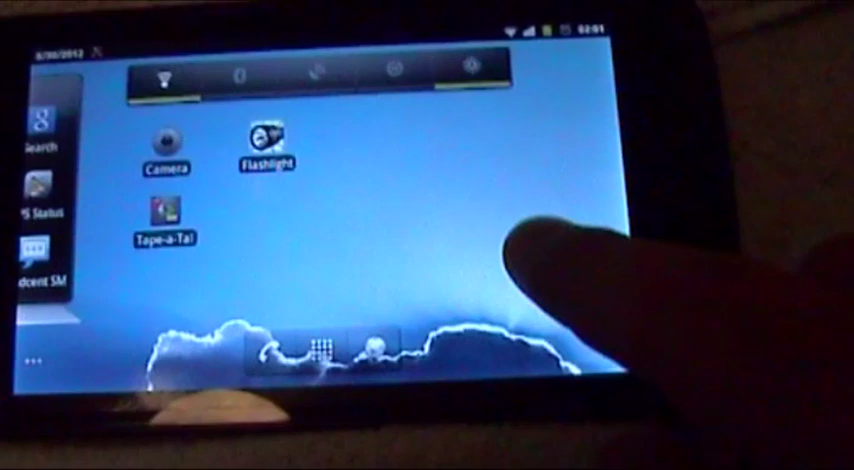 8/30/2012
02:01
Search
Camera
Flashlight
S Status
Tape-a-Tal
dcent SM